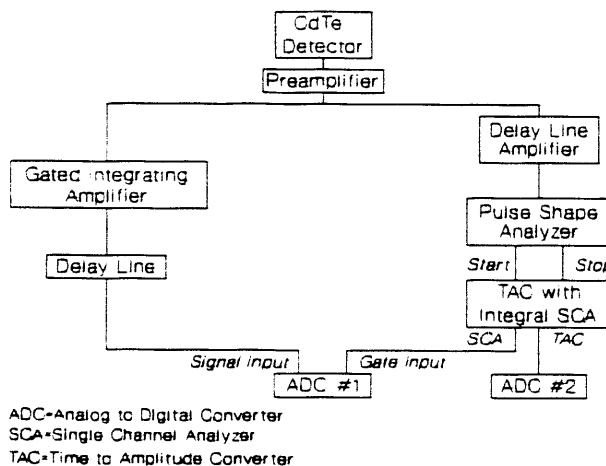 CdTe
Detector
Preamplifier
Delay Line
Amplifier
Gated Integrating
Amplifier
Pulse Shape
Analyzer
Delay Line
Start
Stop
TAC with
Integral SCA
SCA
TAC
Signal input
Gate input
ADC #1
ADC #2
ADC=Analog to Digital Converter
SCA=Single Channel Analyzer
TAC=Time to Amplitude Converter